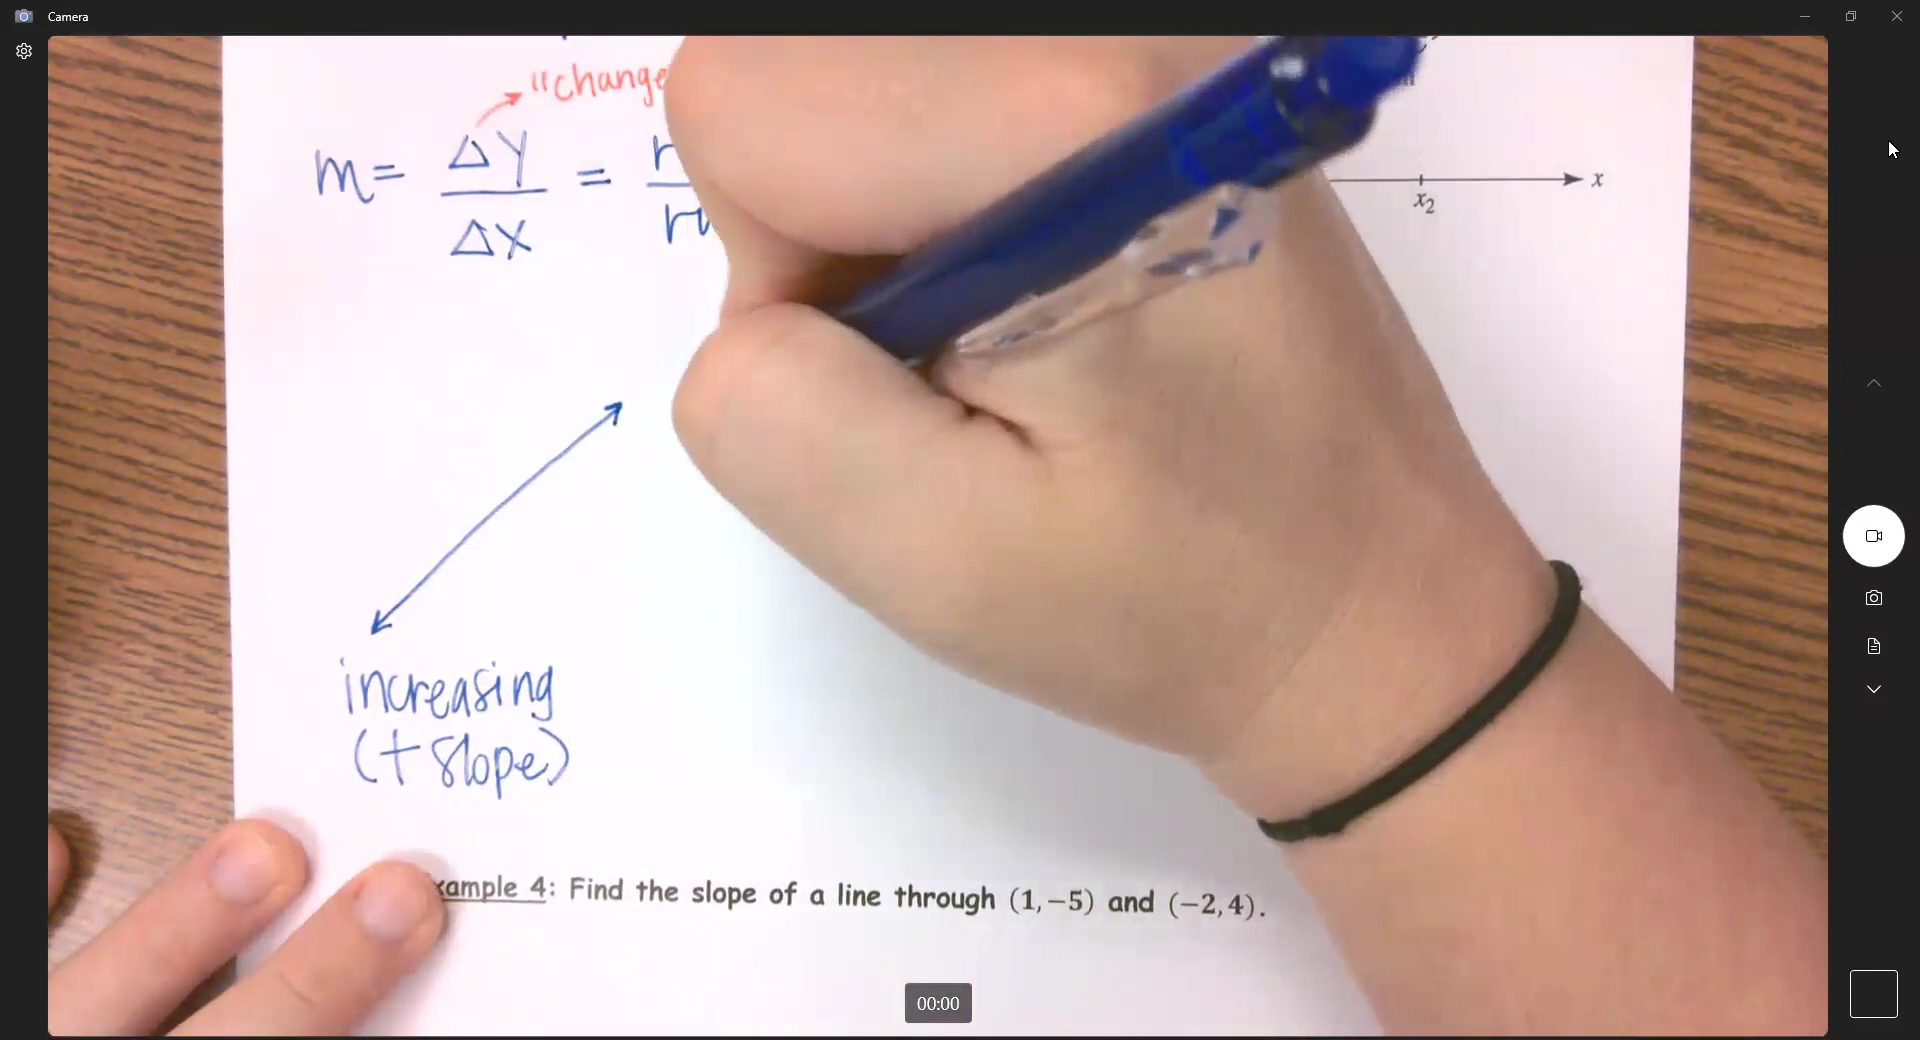 Camera
"change
m = ΔY / ΔX =
x
x₂
increasing
(+ slope)
ample 4: Find the slope of a line through (1, −5) and (−2, 4).
00:00